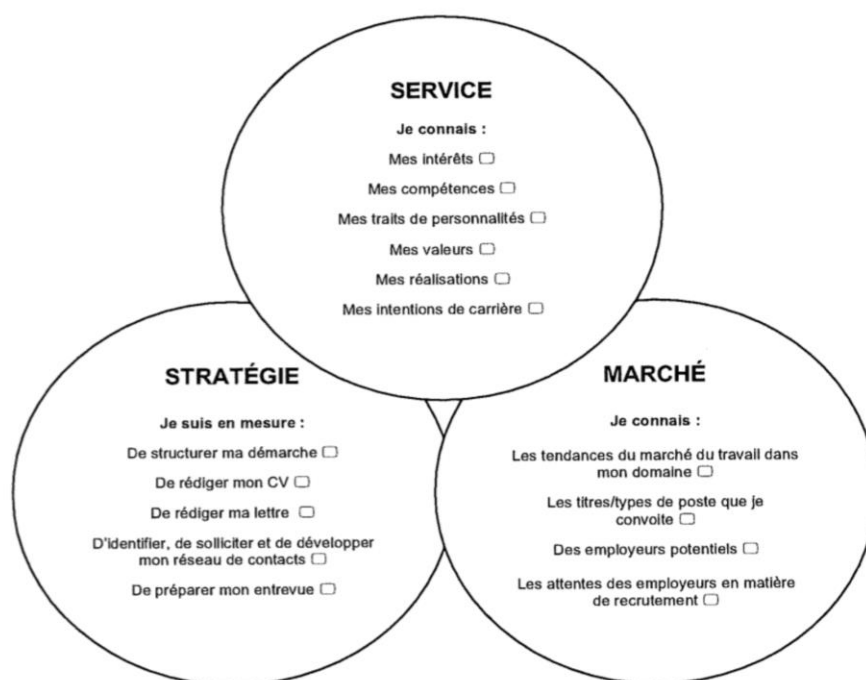 SERVICE
Je connais :
Mes intérêts
Mes compétences
Mes traits de personnalités
Mes valeurs
Mes réalisations
Mes intentions de carrière
STRATÉGIE
Je suis en mesure :
De structurer ma démarche
De rédiger mon CV
De rédiger ma lettre
D'identifier, de solliciter et de développer
mon réseau de contacts
De préparer mon entrevue
MARCHÉ
Je connais :
Les tendances du marché du travail dans
mon domaine
Les titres/types de poste que je
convoite
Des employeurs potentiels
Les attentes des employeurs en matière
de recrutement